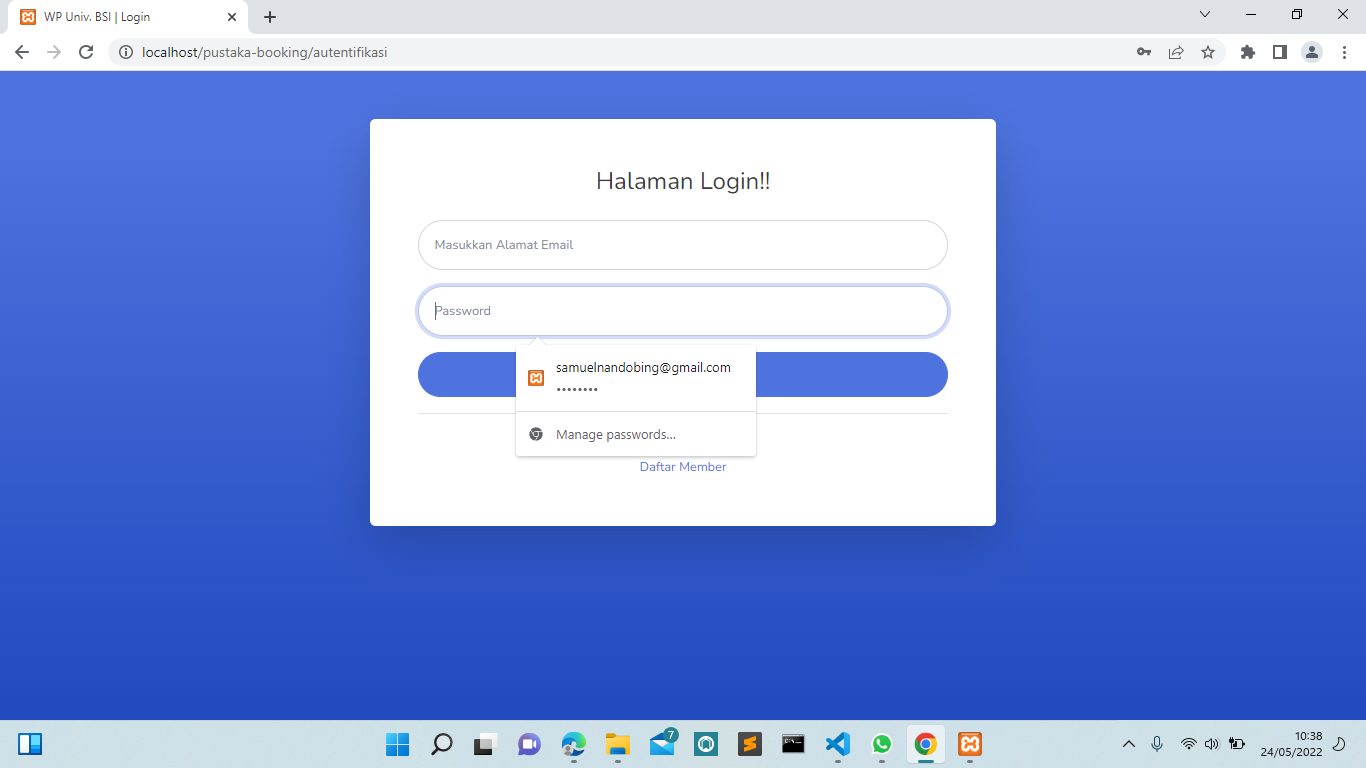 WP Univ. BSI | Login
localhost/pustaka-booking/autentifikasi
Halaman Login!!
Masukkan Alamat Email
Password
samuelnandobing@gmail.com
••••••••
Manage passwords...
Daftar Member
7
10:38
24/05/2022